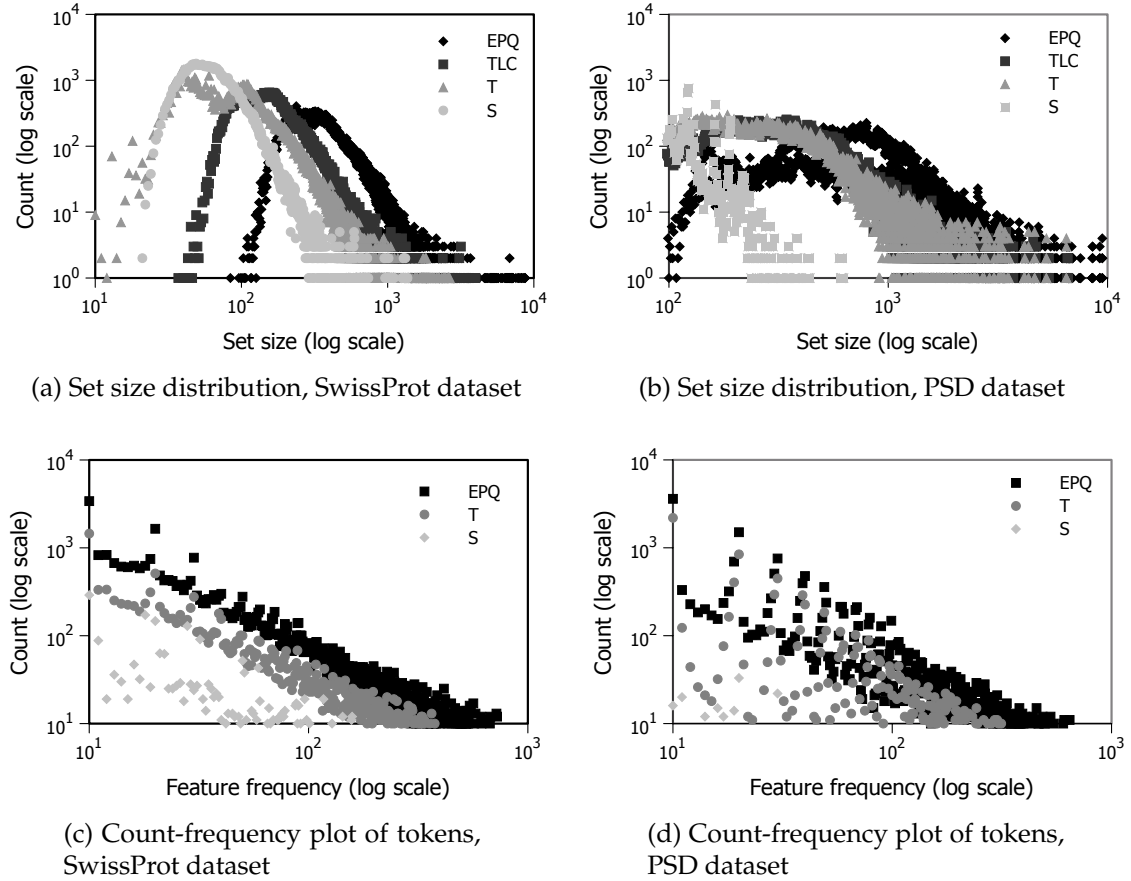 10^4
10^3
10^2
10^1
10^0
Count (log scale)
EPQ
TLC
T
S
10^1 10^2 10^3 10^4
Set size (log scale)
(a) Set size distribution, SwissProt dataset
10^4
10^3
10^2
10^1
10^0
Count (log scale)
EPQ
TLC
T
S
10^2 10^3 10^4
Set size (log scale)
(b) Set size distribution, PSD dataset
10^4
10^3
10^2
10^1
Count (log scale)
EPQ
T
S
10^1 10^2 10^3
Feature frequency (log scale)
(c) Count-frequency plot of tokens,
SwissProt dataset
10^4
10^3
10^2
10^1
Count (log scale)
EPQ
T
S
10^1 10^2 10^3
Feature frequency (log scale)
(d) Count-frequency plot of tokens,
PSD dataset